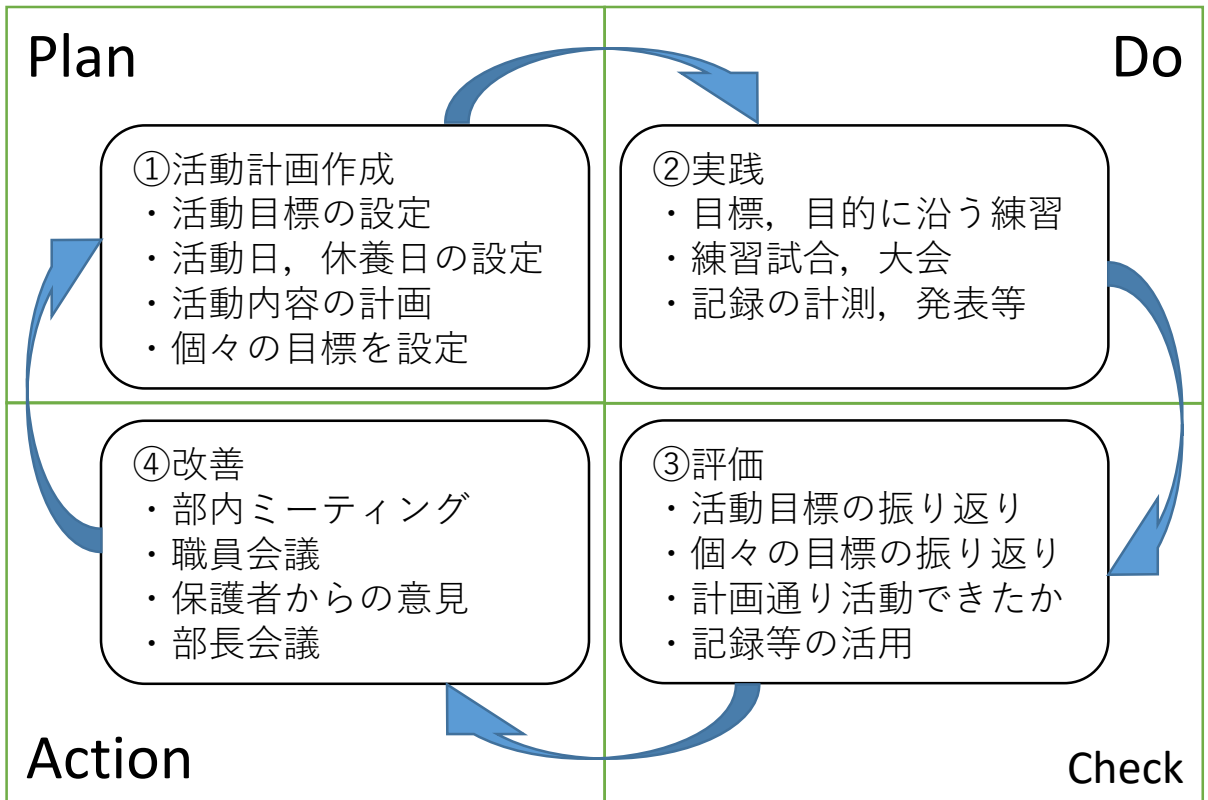 Plan
①活動計画作成
・活動目標の設定
・活動日，休養日の設定
・活動内容の計画
・個々の目標を設定
Do
②実践
・目標，目的に沿う練習
・練習試合，大会
・記録の計測，発表等
④改善
・部内ミーティング
・職員会議
・保護者からの意見
・部長会議
Action
③評価
・活動目標の振り返り
・個々の目標の振り返り
・計画通り活動できたか
・記録等の活用
Check